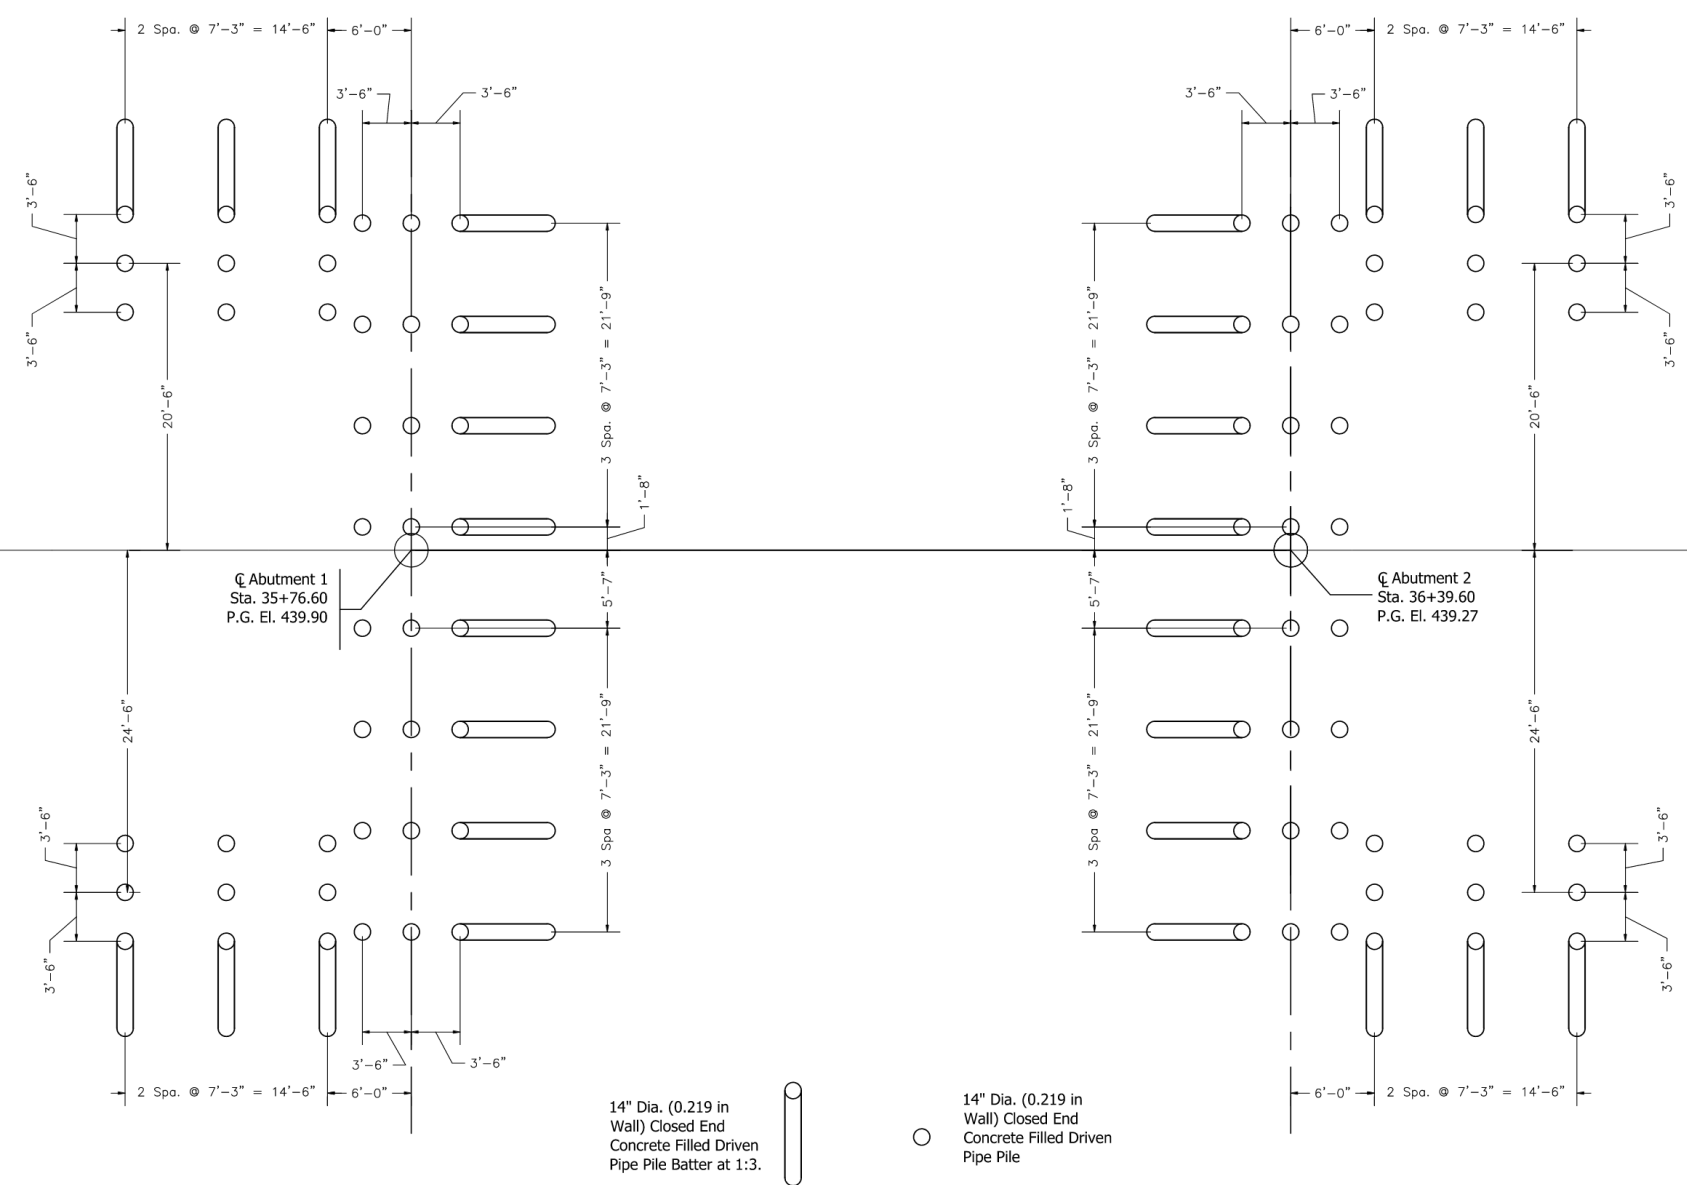 2 Spa. @ 7'-3" = 14'-6"
6'-0"
6'-0"
2 Spa. @ 7'-3" = 14'-6"
3'-6"
3'-6"
3'-6"
3'-6"
3'-6"
3'-6"
3'-6"
3'-6"
20'-6"
3 Spa. @ 7'-3" = 21'-9"
3 Spa. @ 7'-3" = 21'-9"
20'-6"
1'-8"
1'-8"
℄ Abutment 1
Sta. 35+76.60
P.G. El. 439.90
5'-7"
5'-7"
℄ Abutment 2
Sta. 36+39.60
P.G. El. 439.27
24'-6"
3 Spa @ 7'-3" = 21'-9"
3 Spa @ 7'-3" = 21'-9"
24'-6"
3'-6"
3'-6"
3'-6"
3'-6"
3'-6"
3'-6"
2 Spa. @ 7'-3" = 14'-6"
6'-0"
6'-0"
2 Spa. @ 7'-3" = 14'-6"
14" Dia. (0.219 in
Wall) Closed End
Concrete Filled Driven
Pipe Pile Batter at 1:3.
14" Dia. (0.219 in
Wall) Closed End
Concrete Filled Driven
Pipe Pile